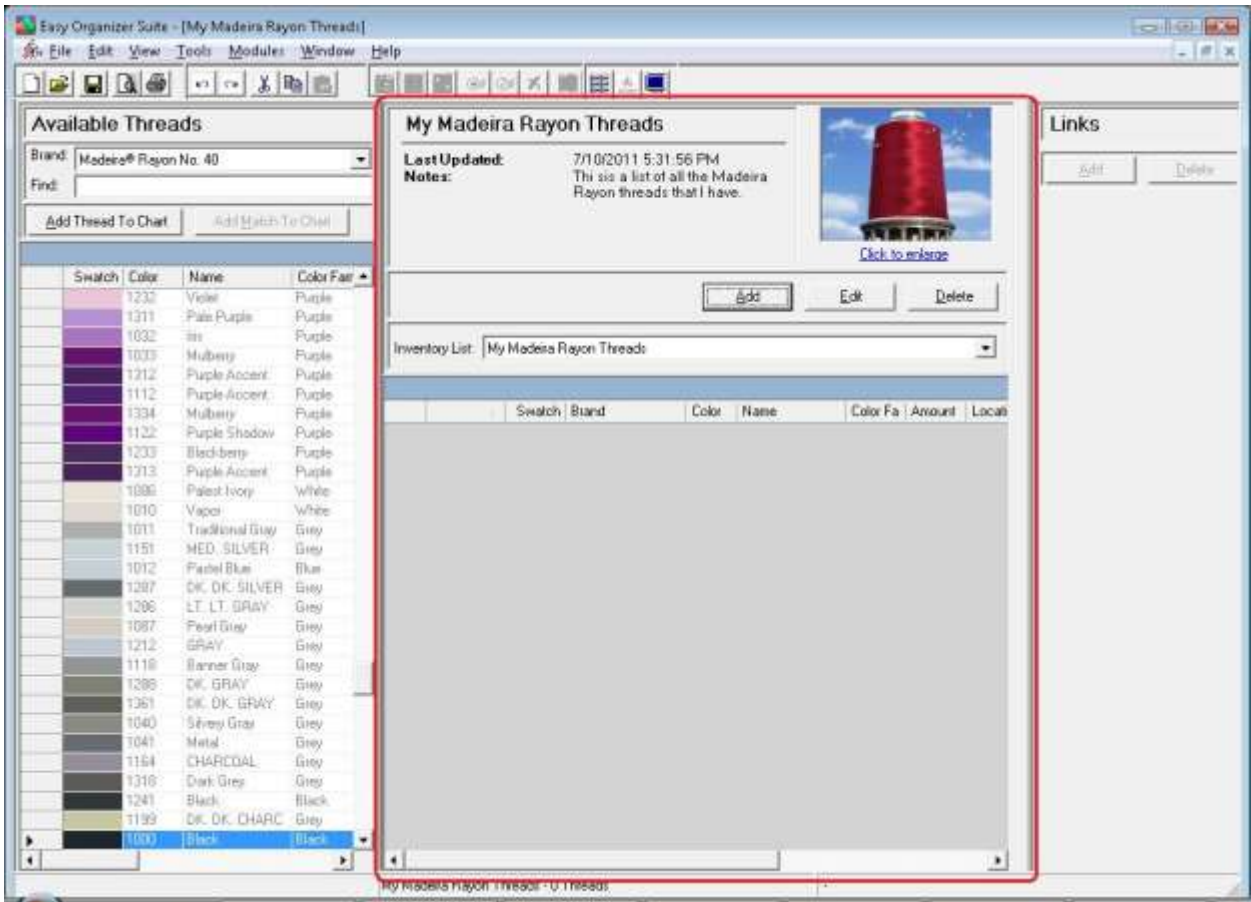 Easy Organizer Suite - [My Madeira Rayon Threads]
File Edit View Tools Modules Window Help
Available Threads
Brand: Madeira® Rayon No. 40
Find:
Add Thread To Chart Add Match To Chart
Swatch Color Name Color Fam
1232 Violet Purple
1311 Pale Purple Purple
1032 Iris Purple
1033 Mulberry Purple
1312 Purple Accent Purple
1112 Purple Accent Purple
1334 Mulberry Purple
1122 Purple Shadow Purple
1233 Blackberry Purple
1313 Purple Accent Purple
1086 Palest Ivory White
1010 Vapor White
1011 Traditional Gray Grey
1151 MED. SILVER Grey
1012 Pastel Blue Blue
1287 DK. DK. SILVER Grey
1286 LT. LT. GRAY Grey
1087 Pearl Gray Grey
1212 GRAY Grey
1118 Banner Gray Grey
1288 DK. GRAY Grey
1361 DK. DK. GRAY Grey
1040 Silvery Gray Grey
1041 Metal Grey
1164 CHARCOAL Grey
1318 Dark Grey Grey
1241 Black Black
1199 DK. DK. CHARC Grey
1000 Black Black
My Madeira Rayon Threads
Last Updated: 7/10/2011 5:31:56 PM
Notes: Thi sis a list of all the Madeira
Rayon threads that I have.
Click to enlarge
Add Edit Delete
Inventory List: My Madeira Rayon Threads
Swatch Brand Color Name Color Fa Amount Locati
Links
Add Delete
My Madeira Rayon Threads - 0 Threads